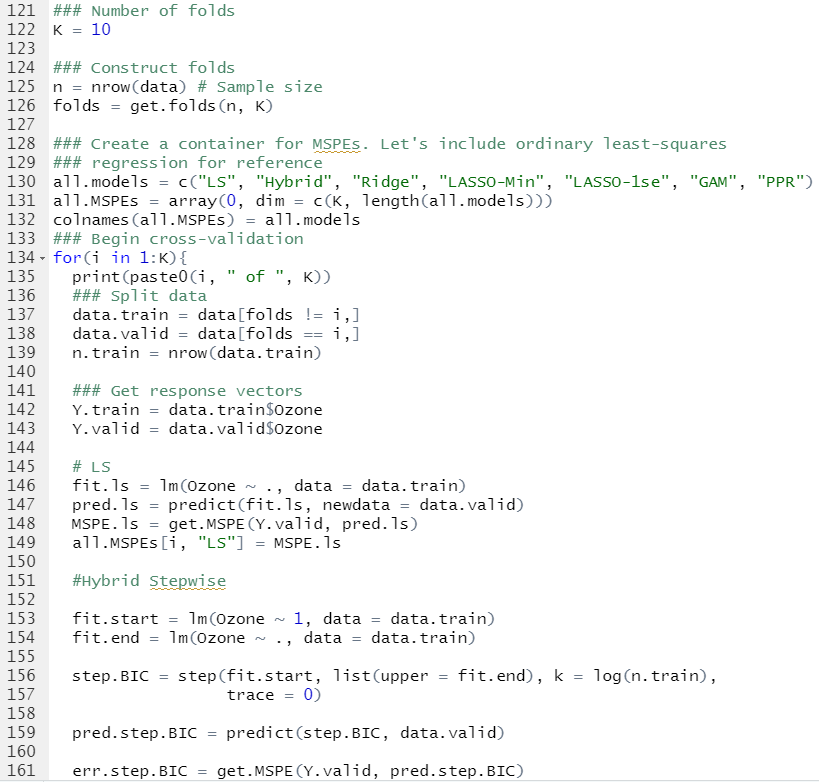 121 ### Number of folds
122 K = 10
123
124 ### Construct folds
125 n = nrow(data) # Sample size
126 folds = get.folds(n, K)
127
128 ### Create a container for MSPEs. Let's include ordinary least-squares
129 ### regression for reference
130 all.models = c("LS", "Hybrid", "Ridge", "LASSO-Min", "LASSO-1se", "GAM", "PPR")
131 all.MSPEs = array(0, dim = c(K, length(all.models)))
132 colnames(all.MSPEs) = all.models
133 ### Begin cross-validation
134 for(i in 1:K){
135   print(paste0(i, " of ", K))
136   ### Split data
137   data.train = data[folds != i,]
138   data.valid = data[folds == i,]
139   n.train = nrow(data.train)
140
141   ### Get response vectors
142   Y.train = data.train$Ozone
143   Y.valid = data.valid$Ozone
144
145   # LS
146   fit.ls = lm(Ozone ~ ., data = data.train)
147   pred.ls = predict(fit.ls, newdata = data.valid)
148   MSPE.ls = get.MSPE(Y.valid, pred.ls)
149   all.MSPEs[i, "LS"] = MSPE.ls
150
151   #Hybrid Stepwise
152
153   fit.start = lm(Ozone ~ 1, data = data.train)
154   fit.end = lm(Ozone ~ ., data = data.train)
155
156   step.BIC = step(fit.start, list(upper = fit.end), k = log(n.train),
157                   trace = 0)
158
159   pred.step.BIC = predict(step.BIC, data.valid)
160
161   err.step.BIC = get.MSPE(Y.valid, pred.step.BIC)